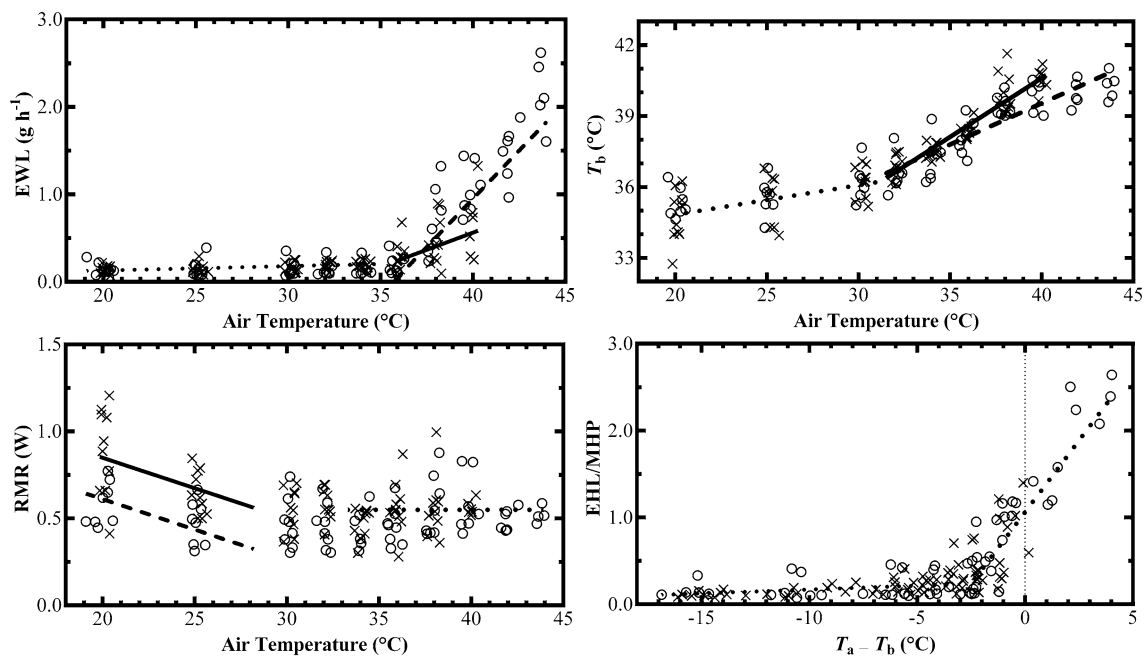 3.0
2.0
1.0
0.0
EWL (g h-1)
20 25 30 35 40 45
Air Temperature (°C)
42
39
36
33
Tb (°C)
20 25 30 35 40 45
Air Temperature (°C)
1.5
1.0
0.5
0.0
RMR (W)
20 25 30 35 40 45
Air Temperature (°C)
3.0
2.0
1.0
0.0
EHL/MHP
-15 -10 -5 0 5
Ta – Tb (°C)